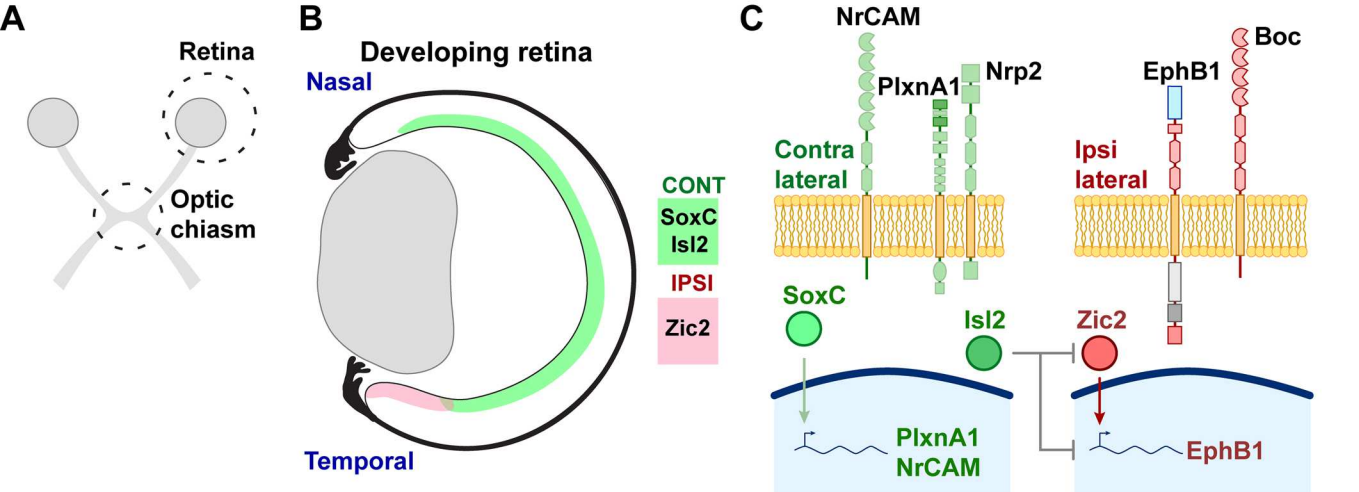 A
Retina
Optic
chiasm
B
Developing retina
Nasal
Temporal
CONT
SoxC
Isl2
IPSI
Zic2
C
NrCAM
PlxnA1
Nrp2
Contra
lateral
EphB1
Boc
Ipsi
lateral
SoxC
Isl2
Zic2
PlxnA1
NrCAM
EphB1